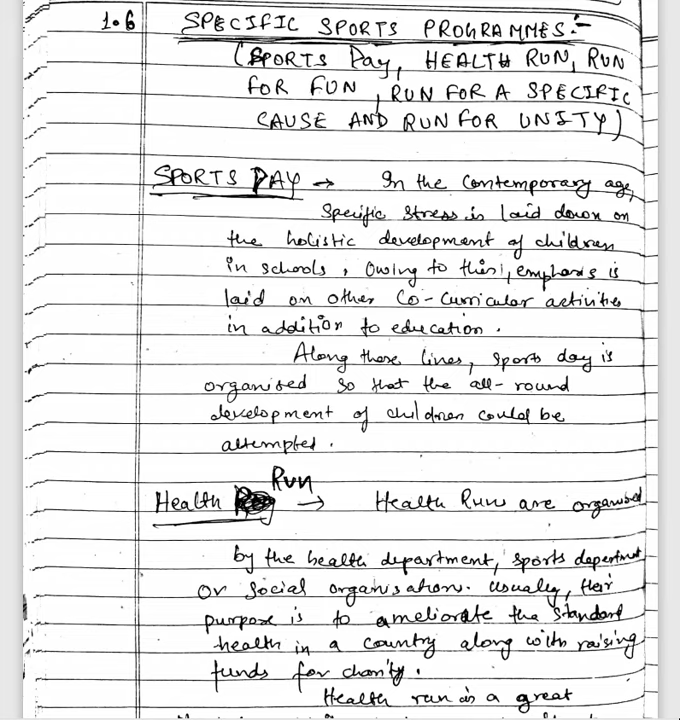 1.6 SPECIFIC SPORTS PROGRAMMES:-
(SPORTS Day, HEALTH RUN, RUN
FOR FUN, RUN FOR A SPECIFIC
CAUSE AND RUN FOR UNITY)
SPORTS DAY → In the contemporary age,
specific stress is laid down on
the holistic development of children
in schools, owing to this, emphasis is
laid on other Co-curricular activities
in addition to education.
Along these lines, sports day is
organised so that the all-round
development of children could be
attempted.
Health Run → Health Runs are organised
by the health department, sports department
or social organisation. Usually, their
purpose is to ameliorate the standard
health in a country along with raising
funds for charity.
Health run is a great